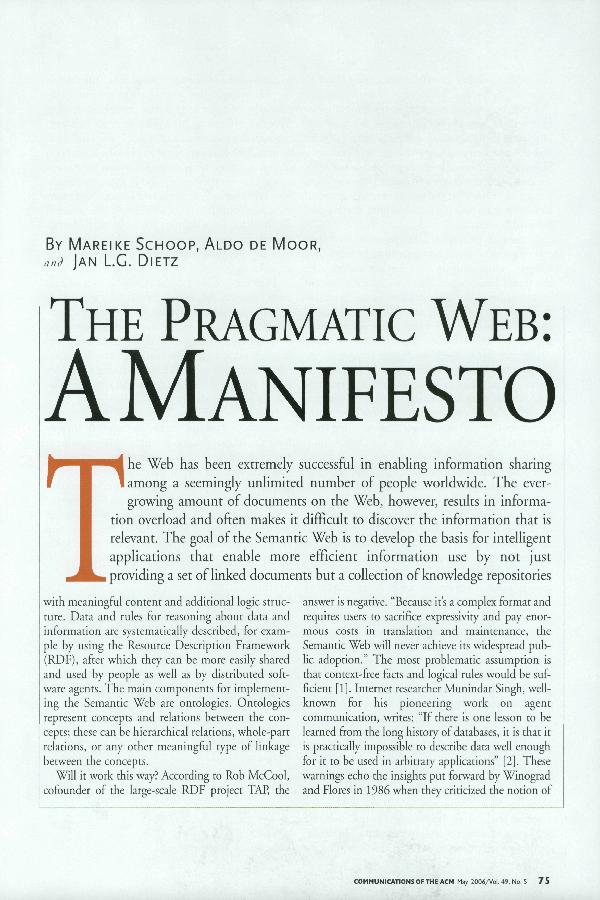 BY MAREIKE SCHOOP, ALDO DE MOOR,
and JAN L.G. DIETZ
THE PRAGMATIC WEB:
A MANIFESTO
The Web has been extremely successful in enabling information sharing
among a seemingly unlimited number of people worldwide. The ever-
growing amount of documents on the Web, however, results in informa-
tion overload and often makes it difficult to discover the information that is
relevant. The goal of the Semantic Web is to develop the basis for intelligent
applications that enable more efficient information use by not just
providing a set of linked documents but a collection of knowledge repositories
with meaningful content and additional logic struc-
ture. Data and rules for reasoning about data and
information are systematically described, for exam-
ple by using the Resource Description Framework
(RDF), after which they can be more easily shared
and used by people as well as by distributed soft-
ware agents. The main components for implement-
ing the Semantic Web are ontologies. Ontologies
represent concepts and relations between the con-
cepts; these can be hierarchical relations, whole-part
relations, or any other meaningful type of linkage
between the concepts.
Will it work this way? According to Rob McCool,
cofounder of the large-scale RDF project TAP, the
answer is negative. “Because it's a complex format and
requires users to sacrifice expressivity and pay enor-
mous costs in translation and maintenance, the
Semantic Web will never achieve its widespread pub-
lic adoption.” The most problematic assumption is
that context-free facts and logical rules would be suf-
ficient [1]. Internet researcher Munindar Singh, well-
known for his pioneering work on agent
communication, writes: “If there is one lesson to be
learned from the long history of databases, it is that it
is practically impossible to describe data well enough
for it to be used in arbitrary applications” [2]. These
warnings echo the insights put forward by Winograd
and Flores in 1986 when they criticized the notion of
COMMUNICATIONS OF THE ACM May 2006/Vol. 49, No. 5 75